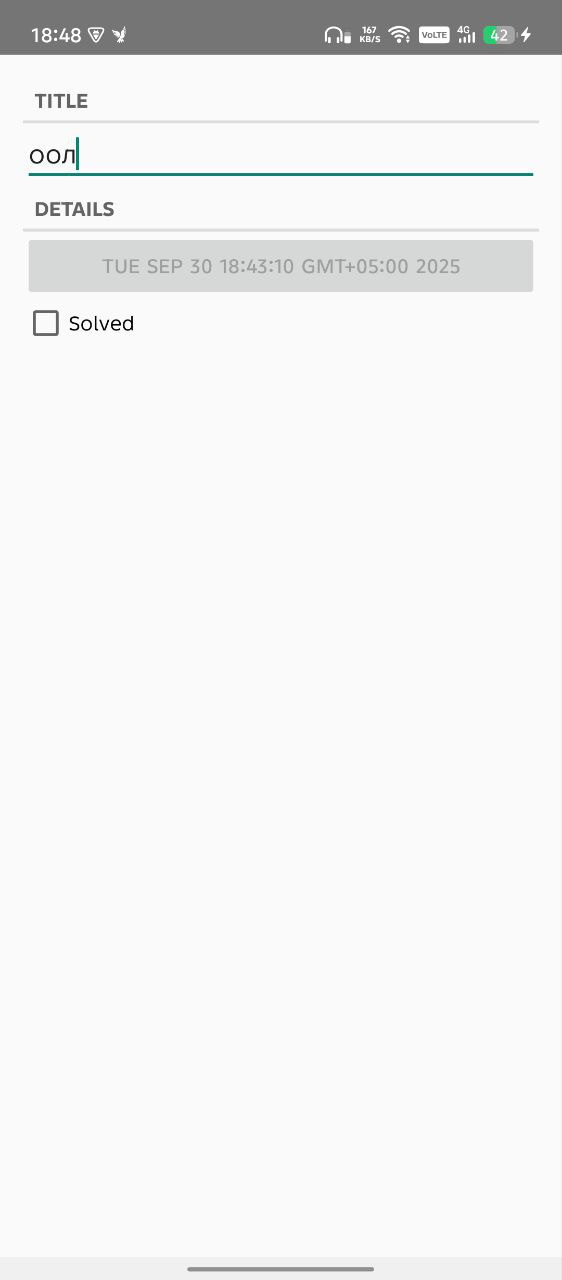 18:48 167 KB/S VoLTE 4G 42
TITLE
оол
DETAILS
TUE SEP 30 18:43:10 GMT+05:00 2025
Solved